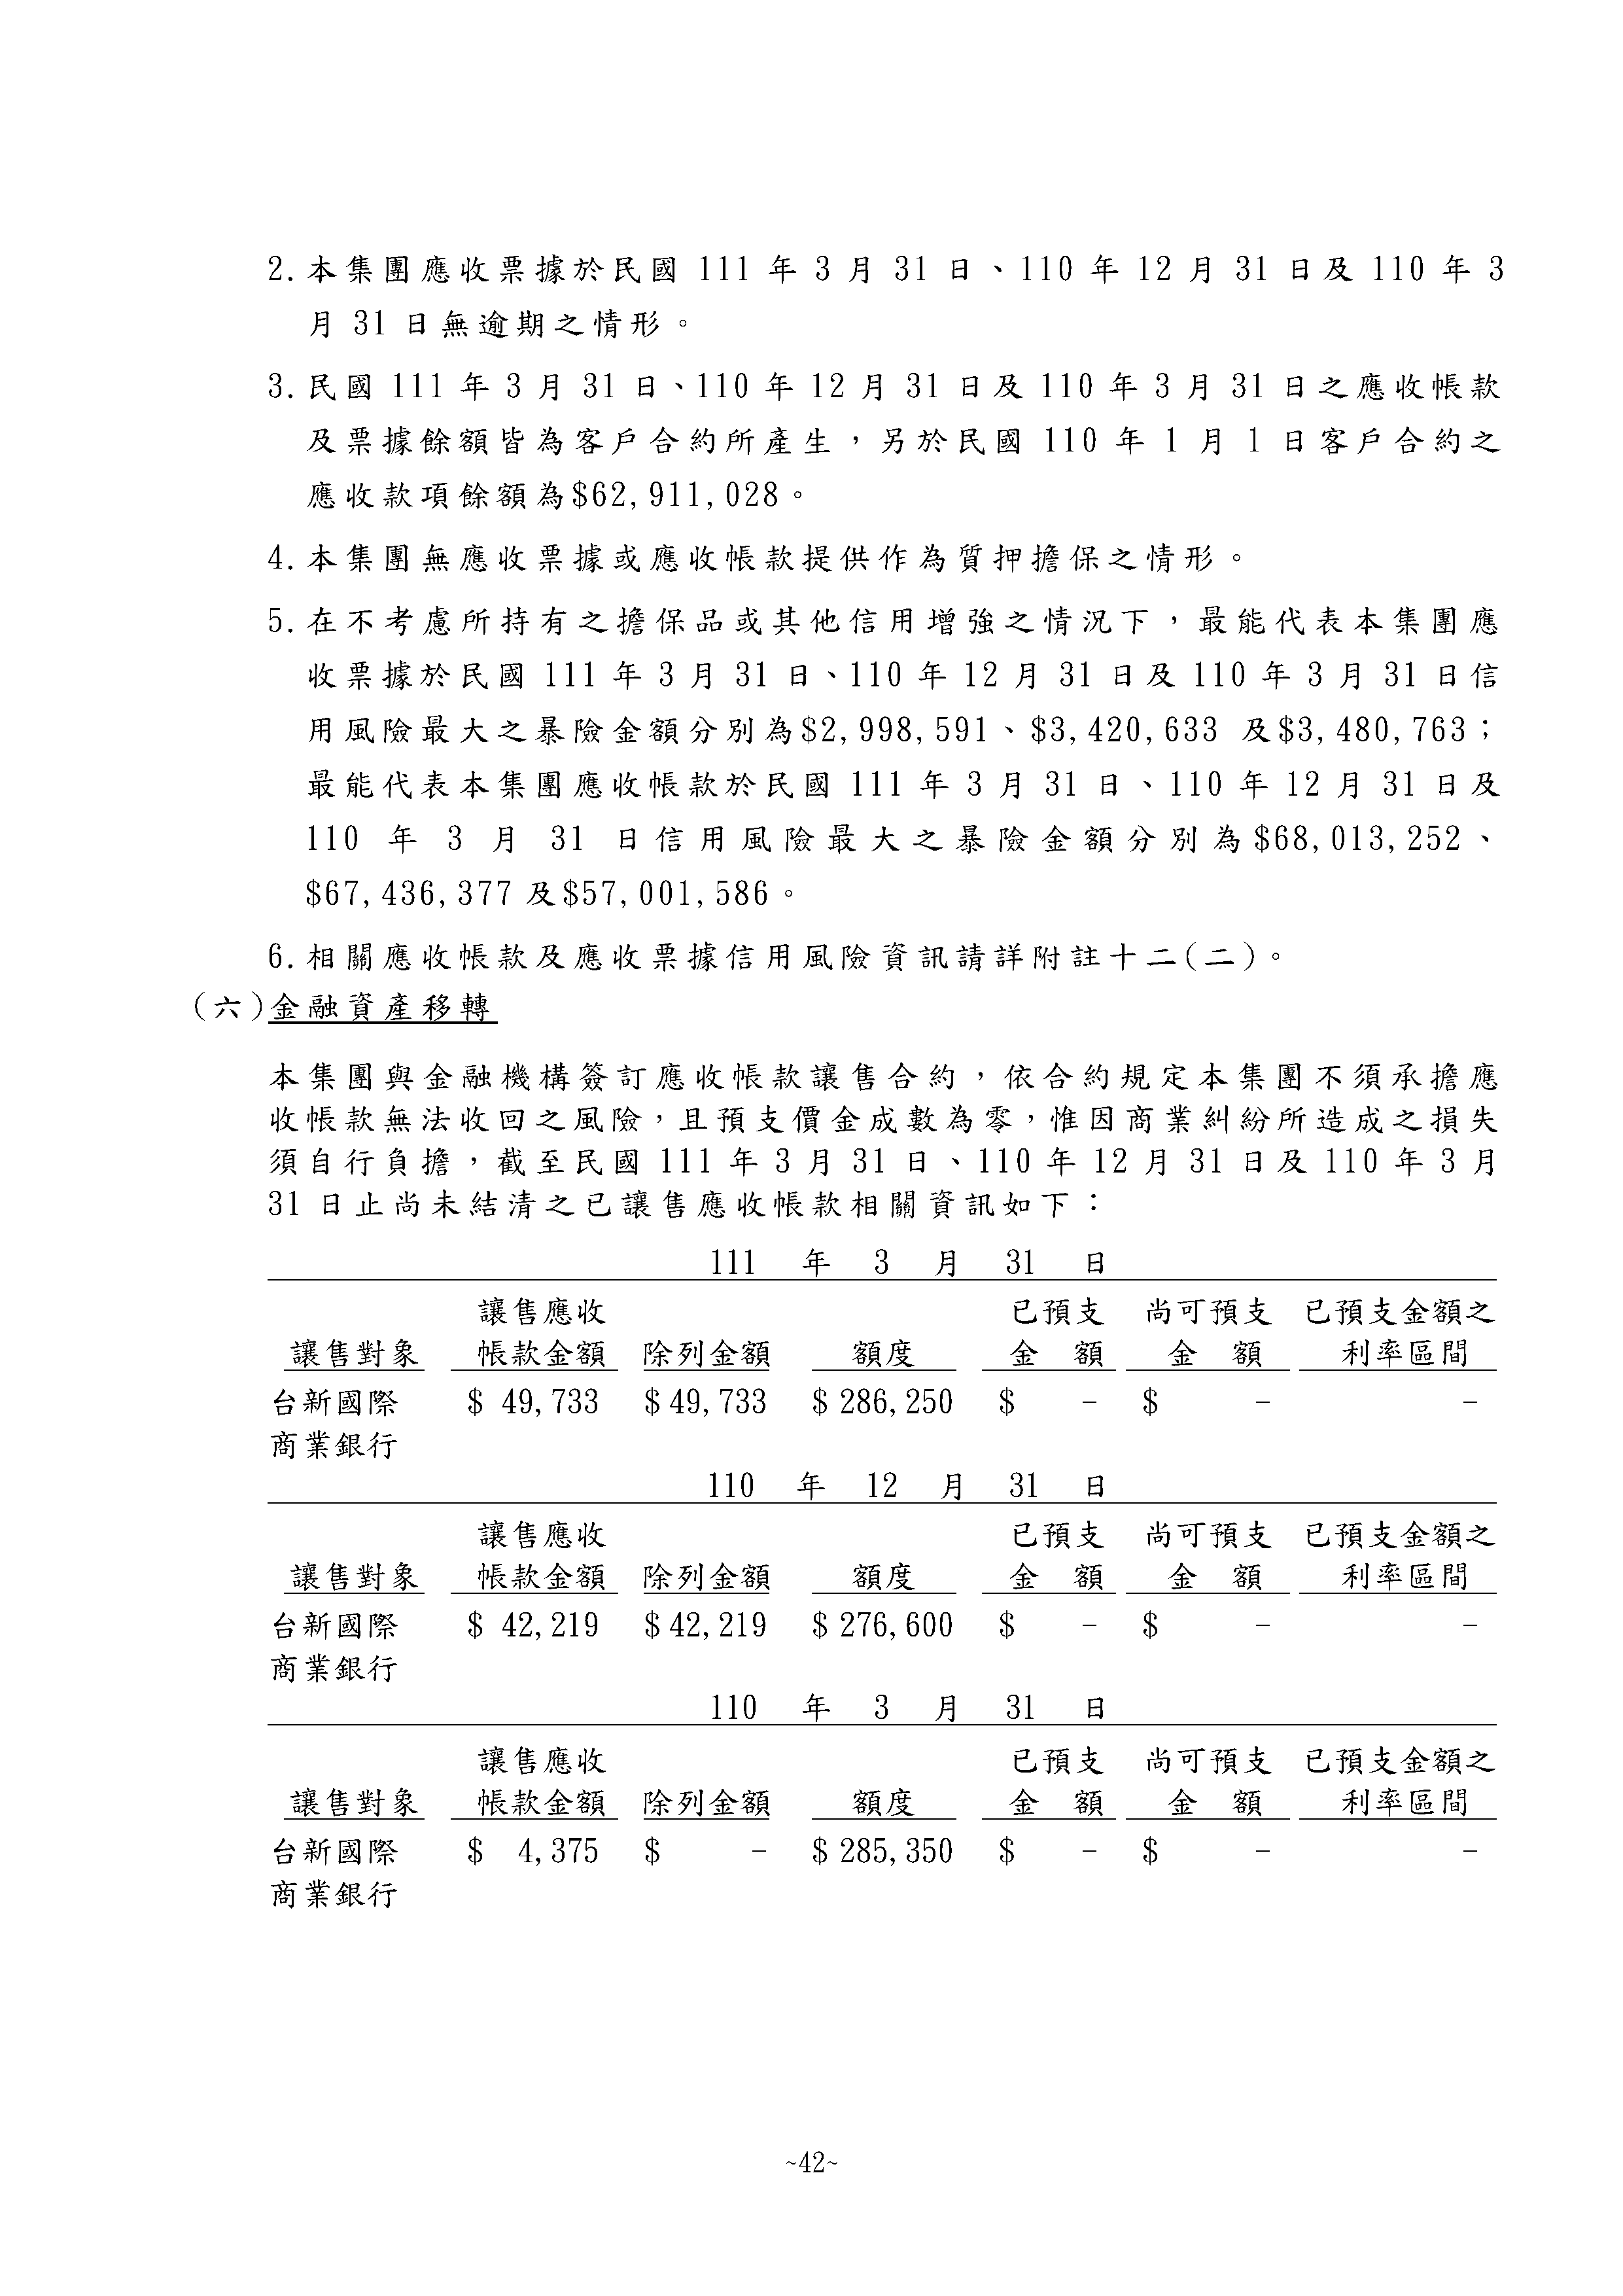 2.本集團應收票據於民國 111 年 3 月 31 日、110 年 12 月 31 日及 110 年 3
月 31 日無逾期之情形。
3.民國 111 年 3 月 31 日、110 年 12 月 31 日及 110 年 3 月 31 日之應收帳款
及票據餘額皆為客戶合約所產生，另於民國 110 年 1 月 1 日客戶合約之
應收款項餘額為$62,911,028。
4.本集團無應收票據或應收帳款提供作為質押擔保之情形。
5.在不考慮所持有之擔保品或其他信用增強之情況下，最能代表本集團應
收票據於民國 111 年 3 月 31 日、110 年 12 月 31 日及 110 年 3 月 31 日信
用風險最大之暴險金額分別為$2,998,591、$3,420,633 及$3,480,763；
最能代表本集團應收帳款於民國 111 年 3 月 31 日、110 年 12 月 31 日及
110 年 3 月 31 日信用風險最大之暴險金額分別為$68,013,252、
$67,436,377 及$57,001,586。
6.相關應收帳款及應收票據信用風險資訊請詳附註十二(二)。
(六)金融資產移轉
本集團與金融機構簽訂應收帳款讓售合約，依合約規定本集團不須承擔應
收帳款無法收回之風險，且預支價金成數為零，惟因商業糾紛所造成之損失
須自行負擔，截至民國 111 年 3 月 31 日、110 年 12 月 31 日及 110 年 3 月
31 日止尚未結清之已讓售應收帳款相關資訊如下：
111 年 3 月 31 日
讓售應收 已預支 尚可預支 已預支金額之
讓售對象 帳款金額 除列金額 額度 金 額 金 額 利率區間
台新國際 $ 49,733 $49,733 $286,250 $ - $ - -
商業銀行
110 年 12 月 31 日
讓售應收 已預支 尚可預支 已預支金額之
讓售對象 帳款金額 除列金額 額度 金 額 金 額 利率區間
台新國際 $ 42,219 $42,219 $276,600 $ - $ - -
商業銀行
110 年 3 月 31 日
讓售應收 已預支 尚可預支 已預支金額之
讓售對象 帳款金額 除列金額 額度 金 額 金 額 利率區間
台新國際 $ 4,375 $ - $285,350 $ - $ - -
商業銀行
~42~